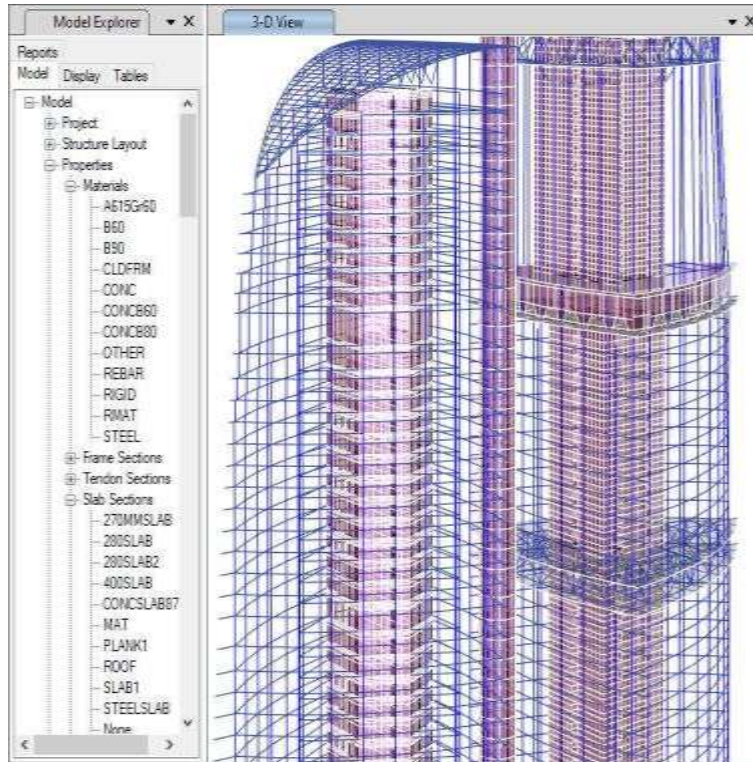 Model Explorer
3-D View
Reports
Model Display Tables
Model
Project
Structure Layout
Properties
Materials
A615Gr60
B60
B90
CLDFRM
CONC
CONCB60
CONCB80
OTHER
REBAR
RIGID
RMAT
STEEL
Frame Sections
Tendon Sections
Slab Sections
270MMSLAB
280SLAB
280SLAB2
400SLAB
CONCSLAB87
MAT
PLANK1
ROOF
SLAB1
STEELSLAB
None